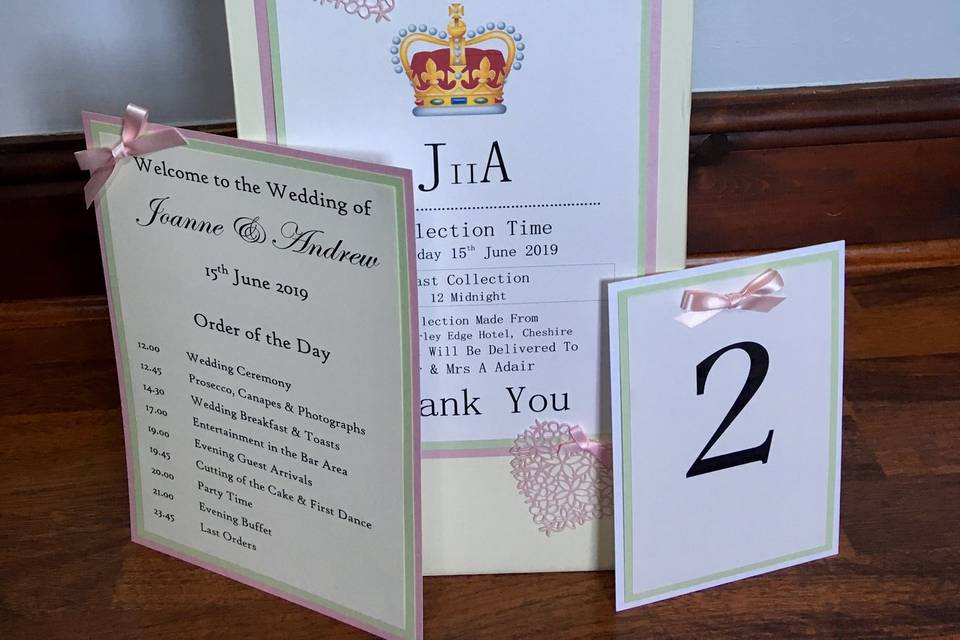 Welcome to the Wedding of
Joanne & Andrew
15th June 2019
Order of the Day
12.00 Wedding Ceremony
12.45 Prosecco, Canapes & Photographs
14.30 Wedding Breakfast & Toasts
17.00 Entertainment in the Bar Area
19.00 Evening Guest Arrivals
19.45 Cutting of the Cake & First Dance
20.00 Party Time
21.00 Evening Buffet
23.45 Last Orders
JIIA
llection Time
day 15th June 2019
ast Collection
12 Midnight
llection Made From
rley Edge Hotel, Cheshire
Will Be Delivered To
& Mrs A Adair
ank You
2